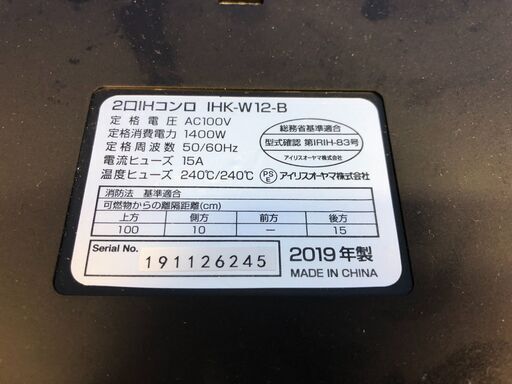 2口IHコンロ IHK-W12-B
定格電圧 AC100V
定格消費電力 1400W
定格周波数 50/60Hz
電流ヒューズ 15A
温度ヒューズ 240℃/240℃
総務省基準適合
型式確認 第IRIH-83号
アイリスオーヤマ株式会社
PSE アイリスオーヤマ株式会社
消防法 基準適合
可燃物からの離隔距離(cm)
上方 側方 前方 後方
100 10 — 15
Serial No. 191126245
2019年製
MADE IN CHINA